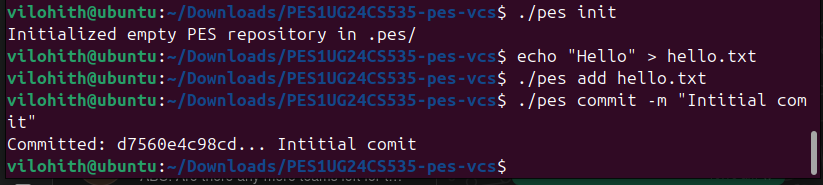 vilohith@ubuntu:~/Downloads/PES1UG24CS535-pes-vcs$ ./pes init
Initialized empty PES repository in .pes/
vilohith@ubuntu:~/Downloads/PES1UG24CS535-pes-vcs$ echo "Hello" > hello.txt
vilohith@ubuntu:~/Downloads/PES1UG24CS535-pes-vcs$ ./pes add hello.txt
vilohith@ubuntu:~/Downloads/PES1UG24CS535-pes-vcs$ ./pes commit -m "Intitial com
it"
Committed: d7560e4c98cd... Intitial comit
vilohith@ubuntu:~/Downloads/PES1UG24CS535-pes-vcs$